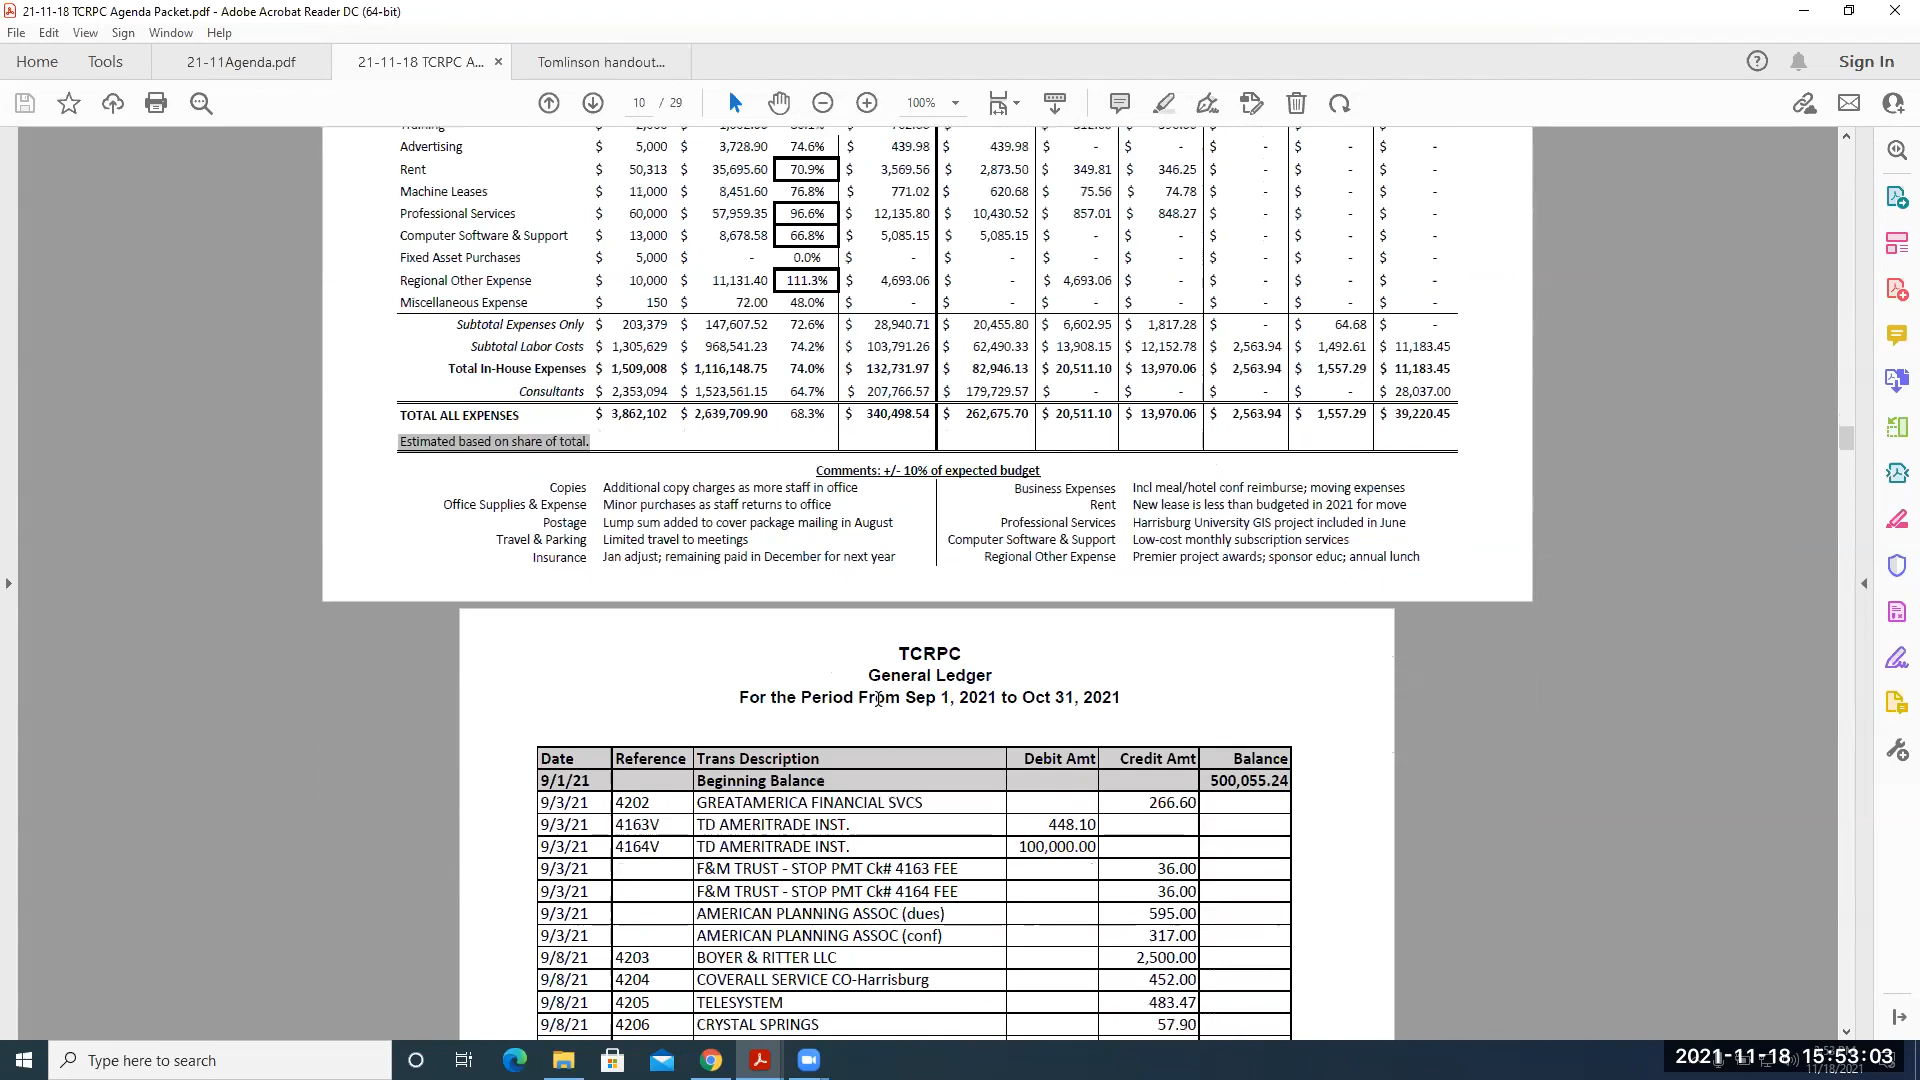 21-11-18 TCRPC Agenda Packet.pdf - Adobe Acrobat Reader DC (64-bit)
File Edit View Sign Window Help
Home Tools 21-11Agenda.pdf 21-11-18 TCRPC A... × Tomlinson handout... Sign In
10 / 29 100%
Advertising $ 5,000 $ 3,728.90 74.6% $ 439.98 $ 439.98 $ - $ - $ - $ - $ -
Rent $ 50,313 $ 35,695.60 70.9% $ 3,569.56 $ 2,873.50 $ 349.81 $ 346.25 $ - $ - $ -
Machine Leases $ 11,000 $ 8,451.60 76.8% $ 771.02 $ 620.68 $ 75.56 $ 74.78 $ - $ - $ -
Professional Services $ 60,000 $ 57,959.35 96.6% $ 12,135.80 $ 10,430.52 $ 857.01 $ 848.27 $ - $ - $ -
Computer Software & Support $ 13,000 $ 8,678.58 66.8% $ 5,085.15 $ 5,085.15 $ - $ - $ - $ - $ -
Fixed Asset Purchases $ 5,000 $ - 0.0% $ - $ - $ - $ - $ - $ - $ -
Regional Other Expense $ 10,000 $ 11,131.40 111.3% $ 4,693.06 $ - $ 4,693.06 $ - $ - $ - $ -
Miscellaneous Expense $ 150 $ 72.00 48.0% $ - $ - $ - $ - $ - $ - $ -
Subtotal Expenses Only $ 203,379 $ 147,607.52 72.6% $ 28,940.71 $ 20,455.80 $ 6,602.95 $ 1,817.28 $ - $ 64.68 $ -
Subtotal Labor Costs $ 1,305,629 $ 968,541.23 74.2% $ 103,791.26 $ 62,490.33 $ 13,908.15 $ 12,152.78 $ 2,563.94 $ 1,492.61 $ 11,183.45
Total In-House Expenses $ 1,509,008 $ 1,116,148.75 74.0% $ 132,731.97 $ 82,946.13 $ 20,511.10 $ 13,970.06 $ 2,563.94 $ 1,557.29 $ 11,183.45
Consultants $ 2,353,094 $ 1,523,561.15 64.7% $ 207,766.57 $ 179,729.57 $ - $ - $ - $ - $ 28,037.00
TOTAL ALL EXPENSES $ 3,862,102 $ 2,639,709.90 68.3% $ 340,498.54 $ 262,675.70 $ 20,511.10 $ 13,970.06 $ 2,563.94 $ 1,557.29 $ 39,220.45
Estimated based on share of total.
Comments: +/- 10% of expected budget
Copies Additional copy charges as more staff in office Business Expenses Incl meal/hotel conf reimburse; moving expenses
Office Supplies & Expense Minor purchases as staff returns to office Rent New lease is less than budgeted in 2021 for move
Postage Lump sum added to cover package mailing in August Professional Services Harrisburg University GIS project included in June
Travel & Parking Limited travel to meetings Computer Software & Support Low-cost monthly subscription services
Insurance Jan adjust; remaining paid in December for next year Regional Other Expense Premier project awards; sponsor educ; annual lunch
TCRPC
General Ledger
For the Period From Sep 1, 2021 to Oct 31, 2021
Date Reference Trans Description Debit Amt Credit Amt Balance
9/1/21 Beginning Balance 500,055.24
9/3/21 4202 GREATAMERICA FINANCIAL SVCS 266.60
9/3/21 4163V TD AMERITRADE INST. 448.10
9/3/21 4164V TD AMERITRADE INST. 100,000.00
9/3/21 F&M TRUST - STOP PMT Ck# 4163 FEE 36.00
9/3/21 F&M TRUST - STOP PMT Ck# 4164 FEE 36.00
9/3/21 AMERICAN PLANNING ASSOC (dues) 595.00
9/3/21 AMERICAN PLANNING ASSOC (conf) 317.00
9/8/21 4203 BOYER & RITTER LLC 2,500.00
9/8/21 4204 COVERALL SERVICE CO-Harrisburg 452.00
9/8/21 4205 TELESYSTEM 483.47
9/8/21 4206 CRYSTAL SPRINGS 57.90
Type here to search
2021-11-18 15:53:03
11/18/2021